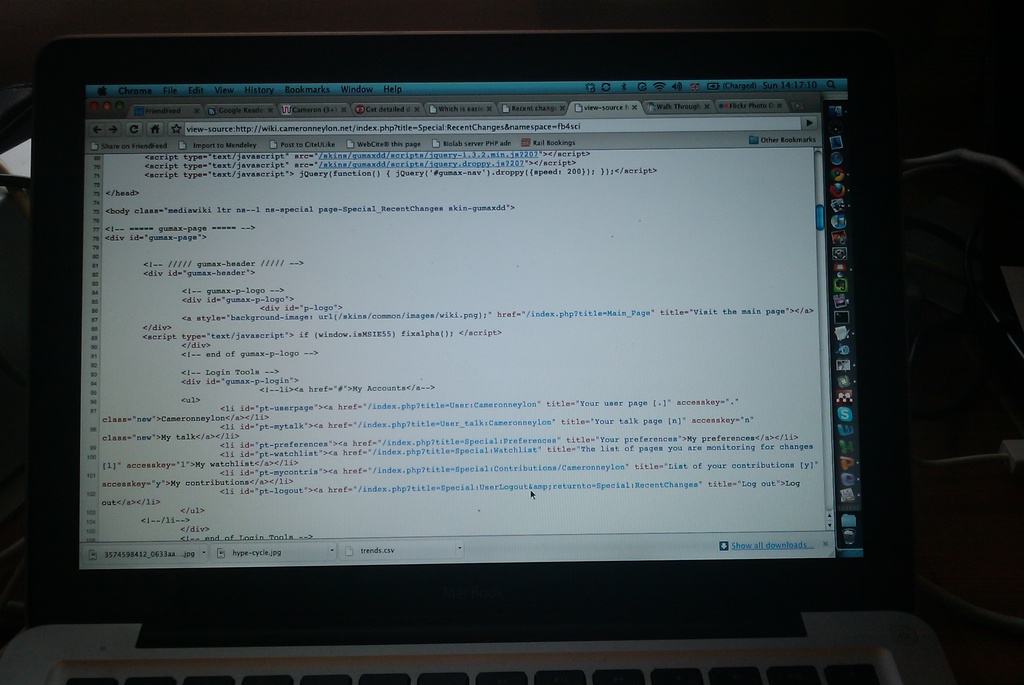 Chrome File Edit View History Bookmarks Window Help (Charged) Sun 14:17:10
FriendFeed Google Reade Cameron (3+) Get detailed d Which is easie Recent change view-source h Walk Through Flickr Photo D
view-source:http://wiki.cameronneylon.net/index.php?title=Special:RecentChanges&namespace=fb4sci
Share on FriendFeed Import to Mendeley Post to CiteULike WebCite® this page Biolab server PHP adm Rail Bookings Other Bookmarks
<script type="text/javascript" src="/skins/gumaxdd/scripts/jquery-1.3.2.min.js?207"></script>
<script type="text/javascript" src="/skins/gumaxdd/scripts/jquery.droppy.js?207"></script>
<script type="text/javascript"> jQuery(function() { jQuery('#gumax-nav').droppy({speed: 200}); });</script>
</head>
<body class="mediawiki ltr ns--1 ns-special page-Special_RecentChanges skin-gumaxdd">
<!-- ===== gumax-page ===== -->
<div id="gumax-page">
<!-- ///// gumax-header ///// -->
<div id="gumax-header">
<!-- gumax-p-logo -->
<div id="gumax-p-logo">
<div id="p-logo">
<a style="background-image: url(/skins/common/images/wiki.png);" href="/index.php?title=Main_Page" title="Visit the main page"></a>
</div>
<script type="text/javascript"> if (window.isMSIE55) fixalpha(); </script>
</div>
<!-- end of gumax-p-logo -->
<!-- Login Tools -->
<div id="gumax-p-login">
<!--li><a href="#">My Accounts</a-->
<ul>
<li id="pt-userpage"><a href="/index.php?title=User:Cameronneylon" title="Your user page [.]" accesskey="."
class="new">Cameronneylon</a></li>
<li id="pt-mytalk"><a href="/index.php?title=User_talk:Cameronneylon" title="Your talk page [n]" accesskey="n"
class="new">My talk</a></li>
<li id="pt-preferences"><a href="/index.php?title=Special:Preferences" title="Your preferences">My preferences</a></li>
<li id="pt-watchlist"><a href="/index.php?title=Special:Watchlist" title="The list of pages you are monitoring for changes
[l]" accesskey="l">My watchlist</a></li>
<li id="pt-mycontris"><a href="/index.php?title=Special:Contributions/Cameronneylon" title="List of your contributions [y]"
accesskey="y">My contributions</a></li>
<li id="pt-logout"><a href="/index.php?title=Special:UserLogout&amp;returnto=Special:RecentChanges" title="Log out">Log
out</a></li>
</ul>
<!--/li-->
</div>
<!-- end of Login Tools -->
3574598412_0633aa....jpg hype-cycle.jpg trends.csv Show all downloads...
MacBook